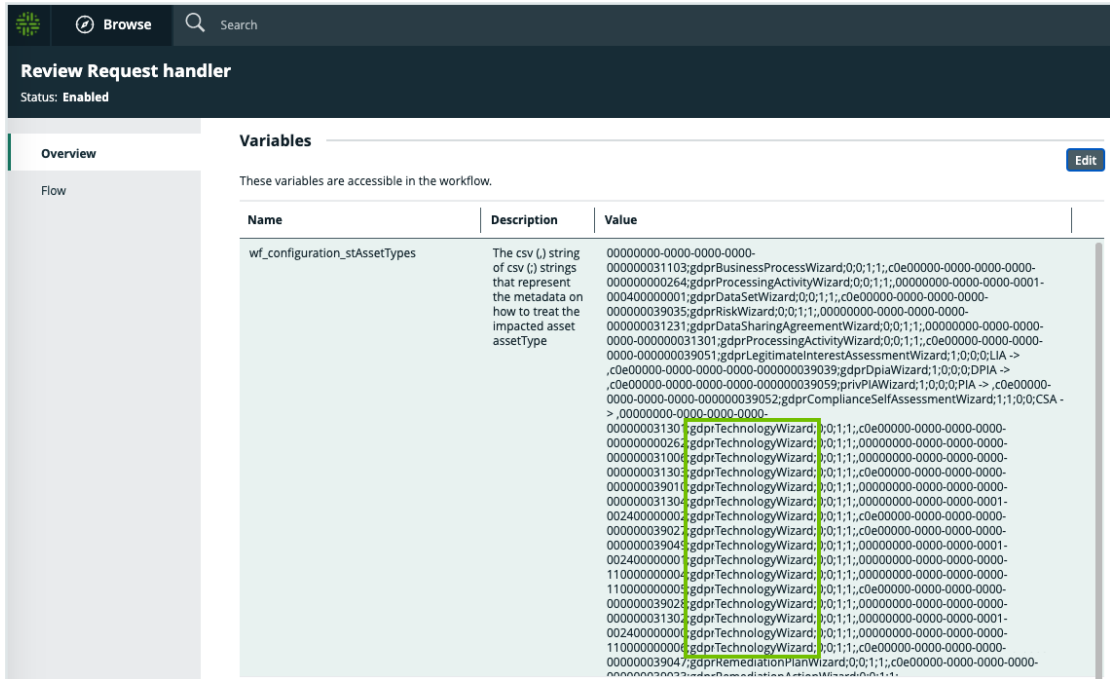 Browse
Search
Review Request handler
Status: Enabled
Overview
Flow
Variables
Edit
These variables are accessible in the workflow.
Name
Description
Value
wf_configuration_stAssetTypes
The csv (,) string
of csv (;) strings
that represent
the metadata on
how to treat the
impacted asset
assetType
00000000-0000-0000-0000-
000000031103;gdprBusinessProcessWizard;0;0;1;1;,c0e00000-0000-0000-0000-
000000000264;gdprProcessingActivityWizard;0;0;1;1;,00000000-0000-0000-0001-
000400000001;gdprDataSetWizard;0;0;1;1;,c0e00000-0000-0000-0000-
000000039035;gdprRiskWizard;0;0;1;1;,00000000-0000-0000-0000-
000000031231;gdprDataSharingAgreementWizard;0;0;1;1;,00000000-0000-0000-
0000-000000031301;gdprProcessingActivityWizard;0;0;1;1;,c0e00000-0000-0000-
0000-000000039051;gdprLegitimateInterestAssessmentWizard;1;0;0;0;LIA ->
,c0e00000-0000-0000-0000-000000039039;gdprDpiaWizard;1;0;0;0;DPIA ->
,c0e00000-0000-0000-0000-000000039059;privPIAWizard;1;0;0;0;PIA -> ,c0e00000-
0000-0000-0000-000000039052;gdprComplianceSelfAssessmentWizard;1;1;0;0;CSA -
> ,00000000-0000-0000-0000-
000000031301;gdprTechnologyWizard;0;0;1;1;,c0e00000-0000-0000-0000-
000000000262;gdprTechnologyWizard;0;0;1;1;,00000000-0000-0000-0000-
000000031006;gdprTechnologyWizard;0;0;1;1;,00000000-0000-0000-0000-
000000031303;gdprTechnologyWizard;0;0;1;1;,c0e00000-0000-0000-0000-
000000039010;gdprTechnologyWizard;0;0;1;1;,00000000-0000-0000-0000-
000000031304;gdprTechnologyWizard;0;0;1;1;,00000000-0000-0000-0001-
002400000002;gdprTechnologyWizard;0;0;1;1;,c0e00000-0000-0000-0000-
000000039027;gdprTechnologyWizard;0;0;1;1;,c0e00000-0000-0000-0000-
000000039049;gdprTechnologyWizard;0;0;1;1;,00000000-0000-0000-0001-
002400000001;gdprTechnologyWizard;0;0;1;1;,00000000-0000-0000-0000-
110000000004;gdprTechnologyWizard;0;0;1;1;,00000000-0000-0000-0000-
110000000005;gdprTechnologyWizard;0;0;1;1;,c0e00000-0000-0000-0000-
000000039028;gdprTechnologyWizard;0;0;1;1;,00000000-0000-0000-0000-
000000031302;gdprTechnologyWizard;0;0;1;1;,00000000-0000-0000-0001-
002400000000;gdprTechnologyWizard;0;0;1;1;,00000000-0000-0000-0000-
110000000006;gdprTechnologyWizard;0;0;1;1;,c0e00000-0000-0000-0000-
000000039047;gdprRemediationPlanWizard;0;0;1;1;,c0e00000-0000-0000-0000-